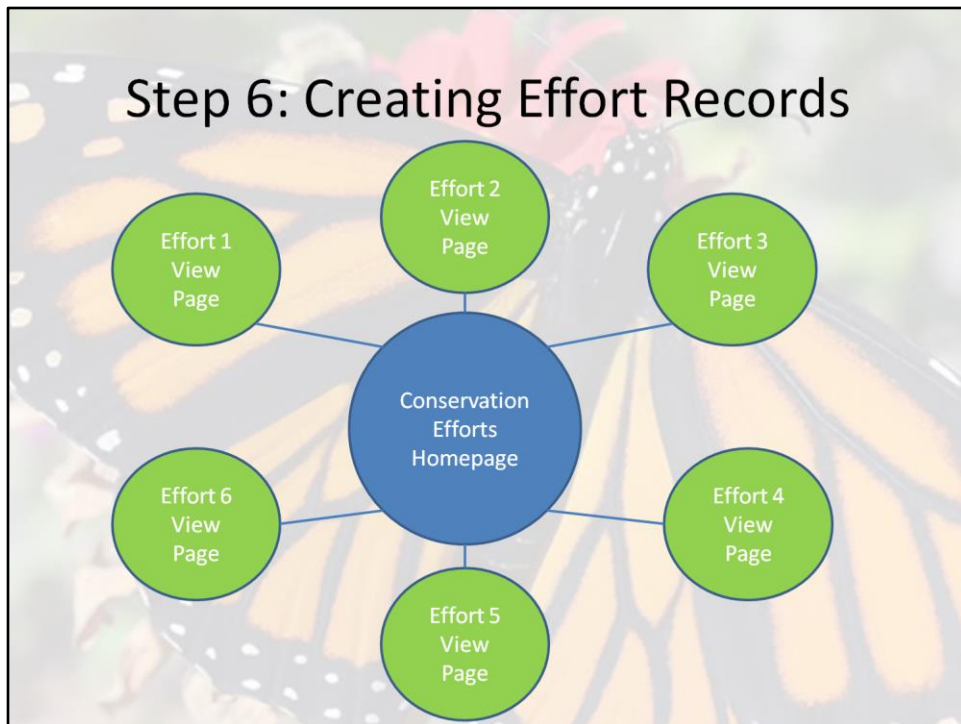 Step 6: Creating Effort Records
Effort 1
View
Page
Effort 2
View
Page
Effort 3
View
Page
Conservation
Efforts
Homepage
Effort 6
View
Page
Effort 4
View
Page
Effort 5
View
Page